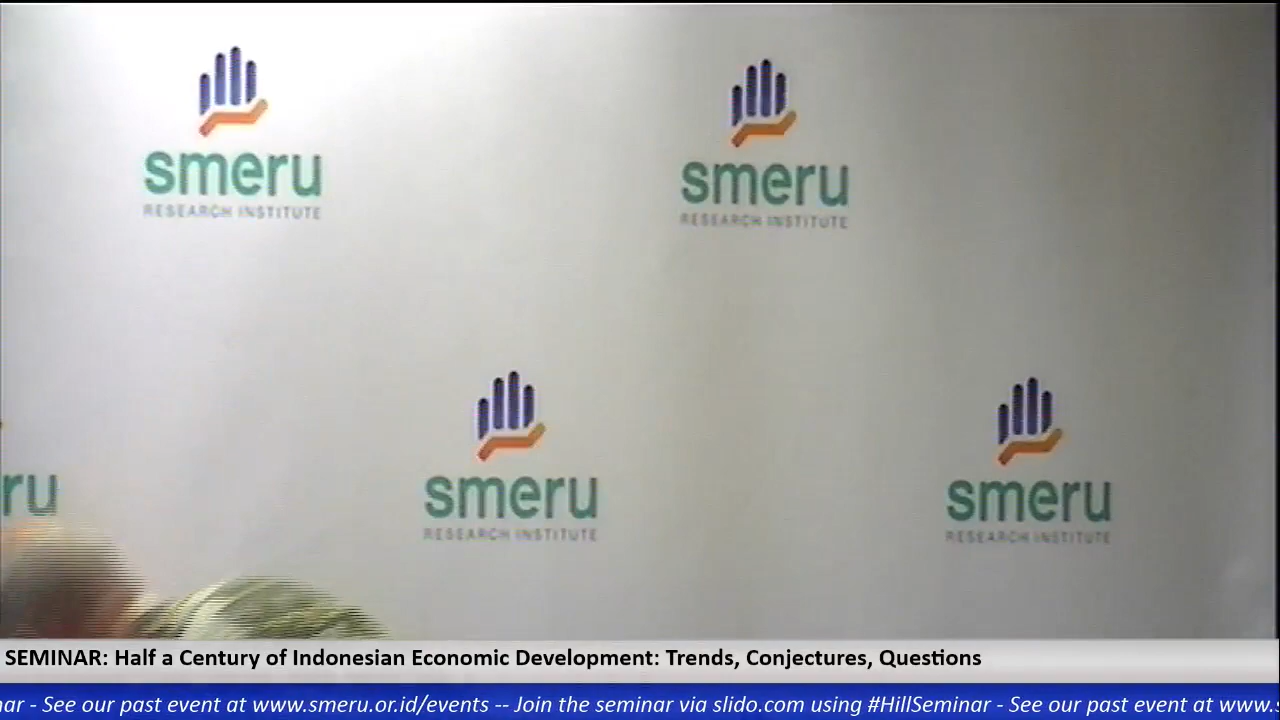 smeru
RESEARCH INSTITUTE
smeru
RESEARCH INSTITUTE
ru
smeru
RESEARCH INSTITUTE
smeru
RESEARCH INSTITUTE
SEMINAR: Half a Century of Indonesian Economic Development: Trends, Conjectures, Questions
nar - See our past event at www.smeru.or.id/events -- Join the seminar via slido.com using #HillSeminar - See our past event at www.s